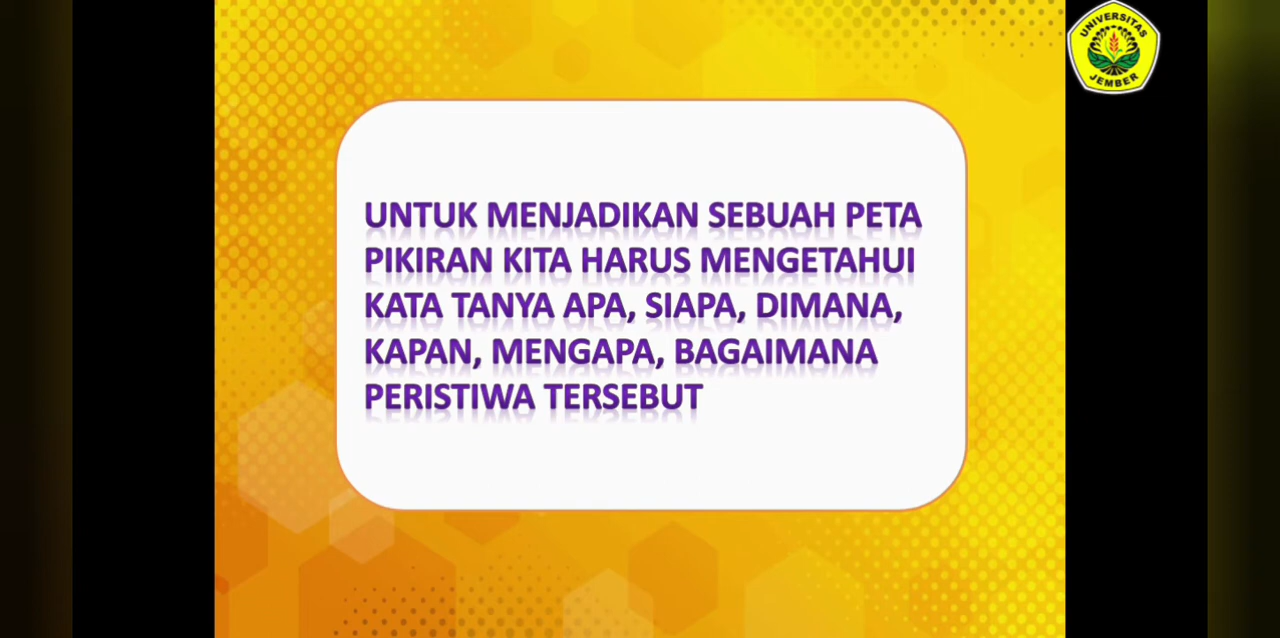 UNIVERSITAS
JEMBER
UNTUK MENJADIKAN SEBUAH PETA
PIKIRAN KITA HARUS MENGETAHUI
KATA TANYA APA, SIAPA, DIMANA,
KAPAN, MENGAPA, BAGAIMANA
PERISTIWA TERSEBUT